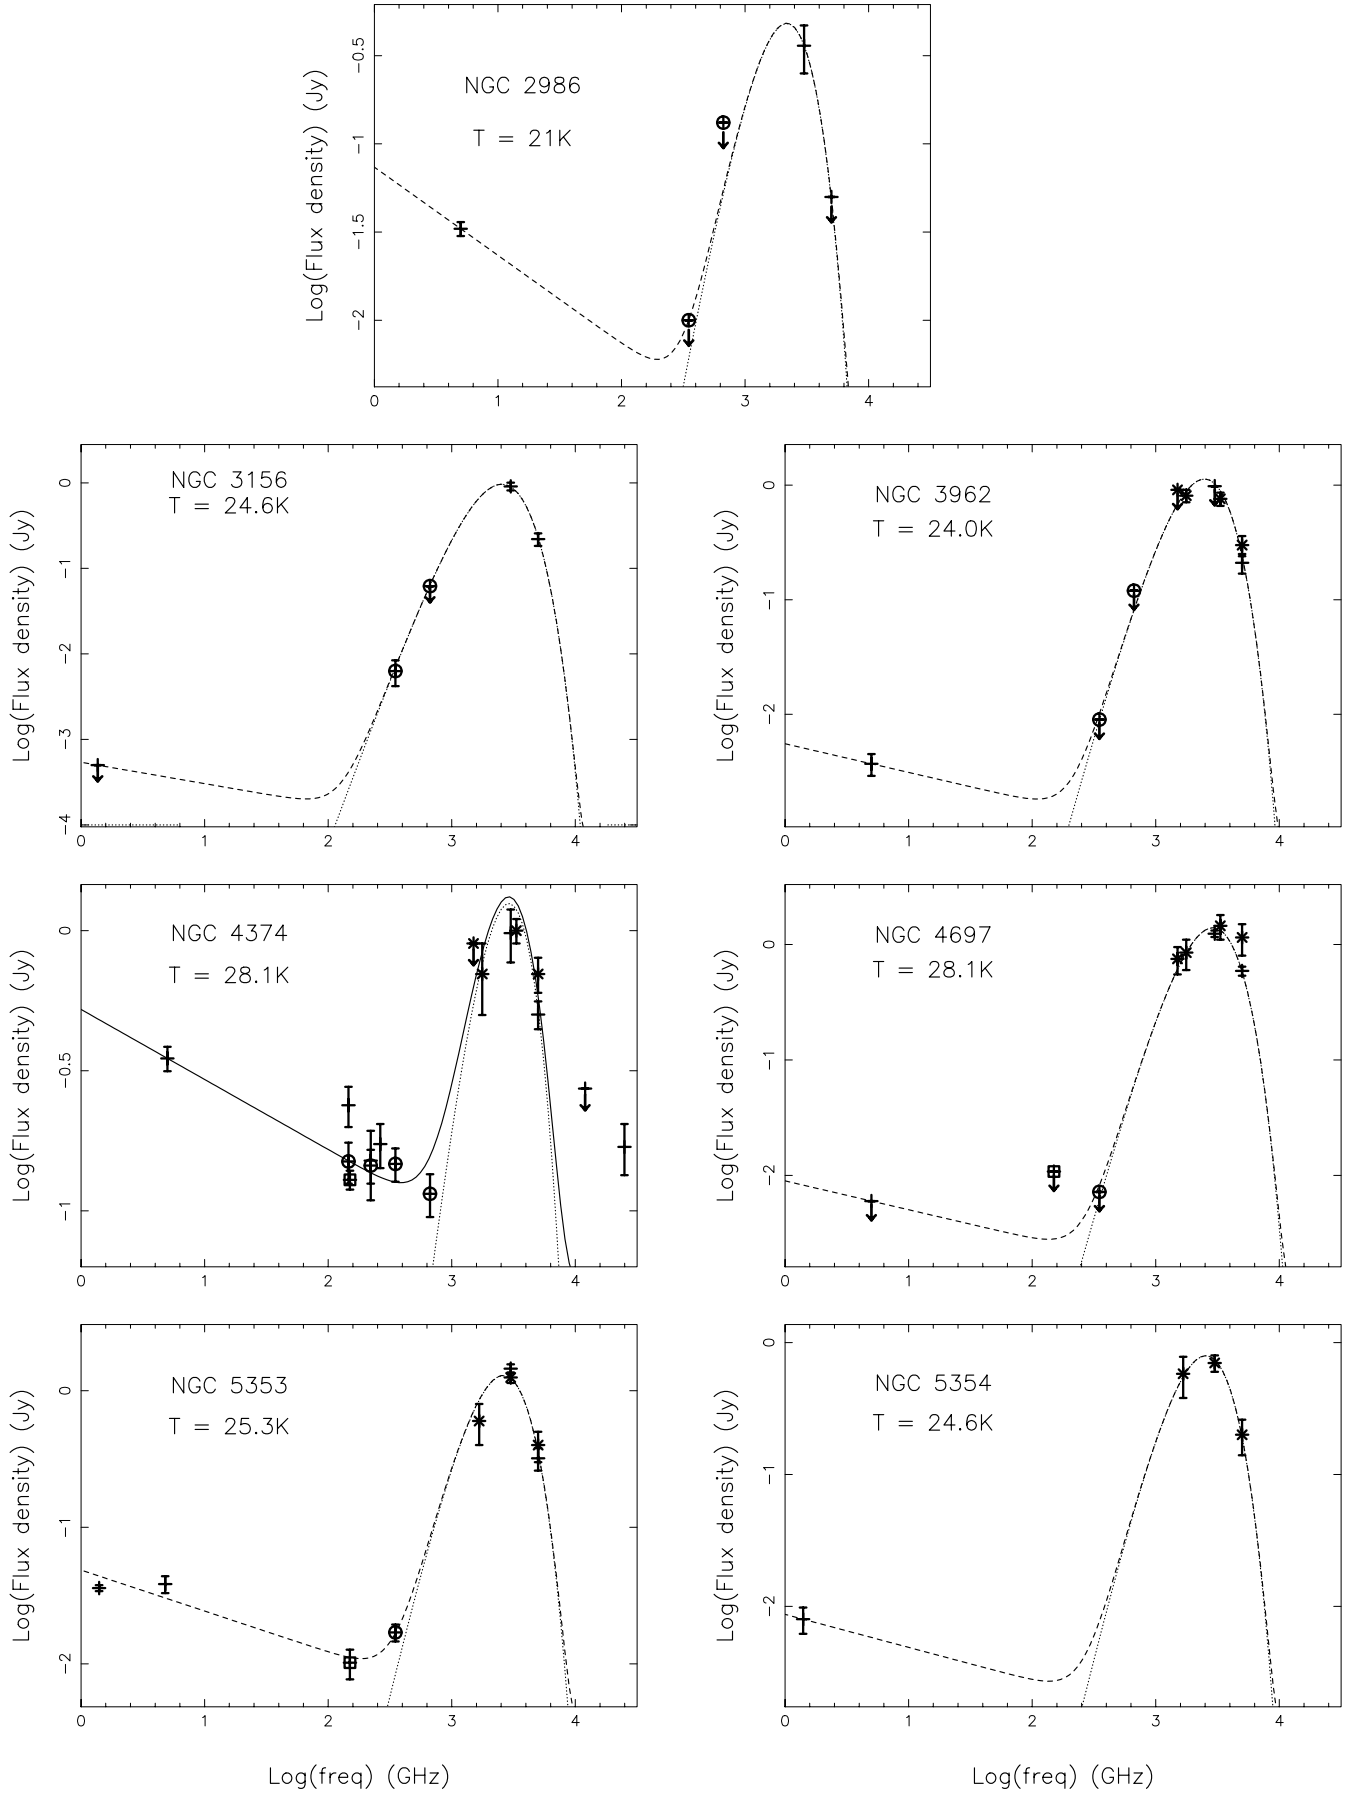 Log(Flux density) (Jy)
-0.5
-1
-1.5
-2
NGC 2986
T = 21K
0 1 2 3 4
Log(Flux density) (Jy)
0
-1
-2
-3
-4
NGC 3156
T = 24.6K
0 1 2 3 4
Log(Flux density) (Jy)
0
-1
-2
NGC 3962
T = 24.0K
0 1 2 3 4
Log(Flux density) (Jy)
0
-0.5
-1
NGC 4374
T = 28.1K
0 1 2 3 4
Log(Flux density) (Jy)
0
-1
-2
NGC 4697
T = 28.1K
0 1 2 3 4
Log(Flux density) (Jy)
0
-1
-2
NGC 5353
T = 25.3K
0 1 2 3 4
Log(freq) (GHz)
Log(Flux density) (Jy)
0
-1
-2
NGC 5354
T = 24.6K
0 1 2 3 4
Log(freq) (GHz)